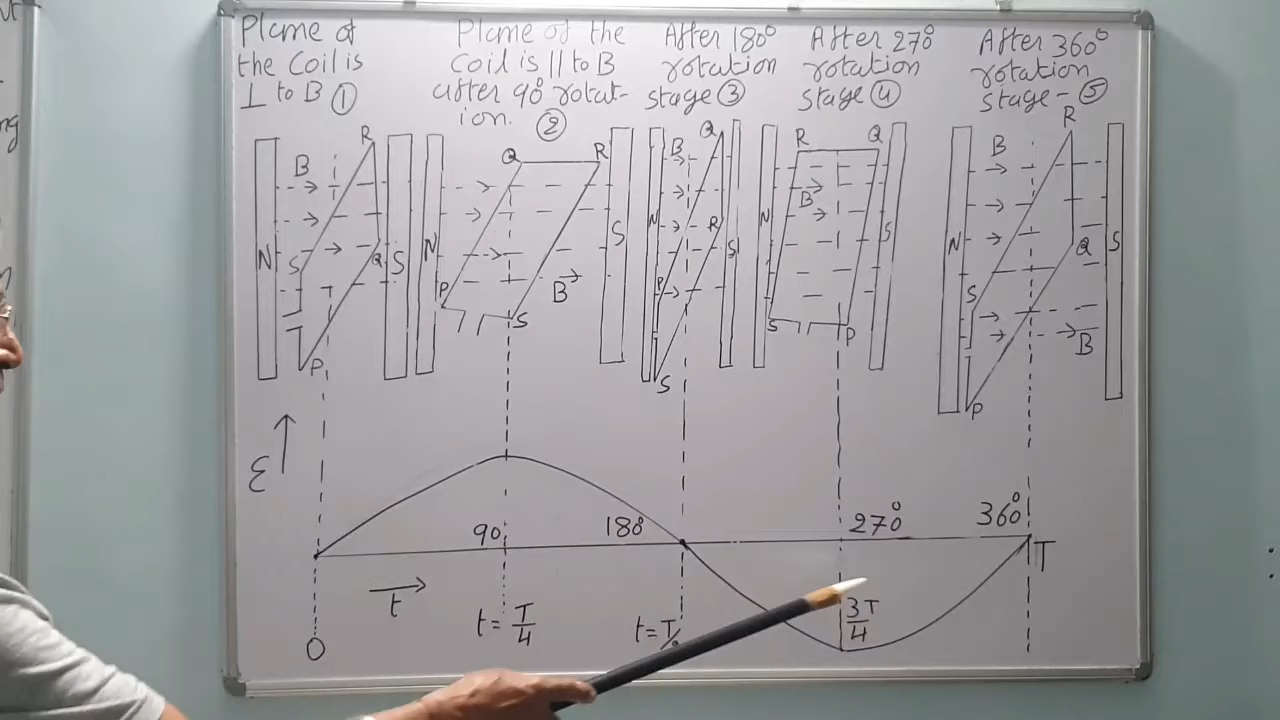 Plane of
the Coil is
⊥ to B ①
Plane of the
Coil is || to B
after 90° rotat-
ion. ②
After 180°
rotation
stage ③
After 270
rotation
stage ④
After 360°
rotation
stage - ⑤
B
R
N
S
Q
S
P
Q
R
N
S
P
S
B
B
Q
N
R
S
P
S
R
Q
B
N
S
S
P
R
B
N
Q
S
S
B
P
ε
90
180
270°
360°
T
t
t = T/4
t = T/
3T/4
O